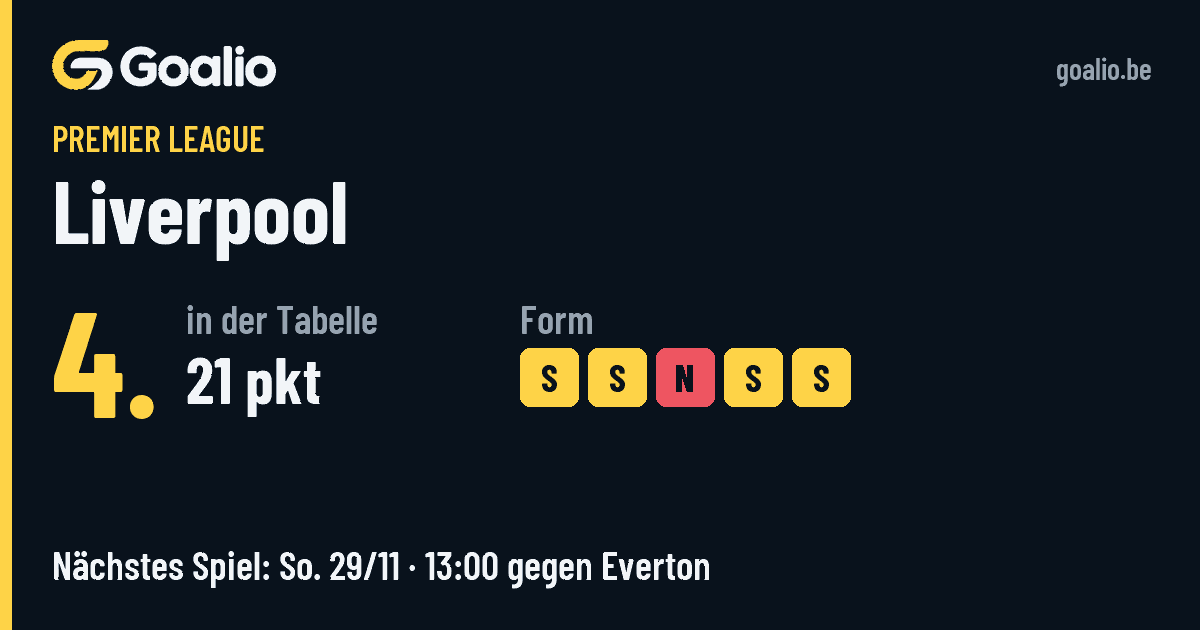 Goalio
goalio.be
PREMIER LEAGUE
Liverpool
4.
in der Tabelle
21 pkt
Form
S S N S S
Nächstes Spiel: So. 29/11 · 13:00 gegen Everton